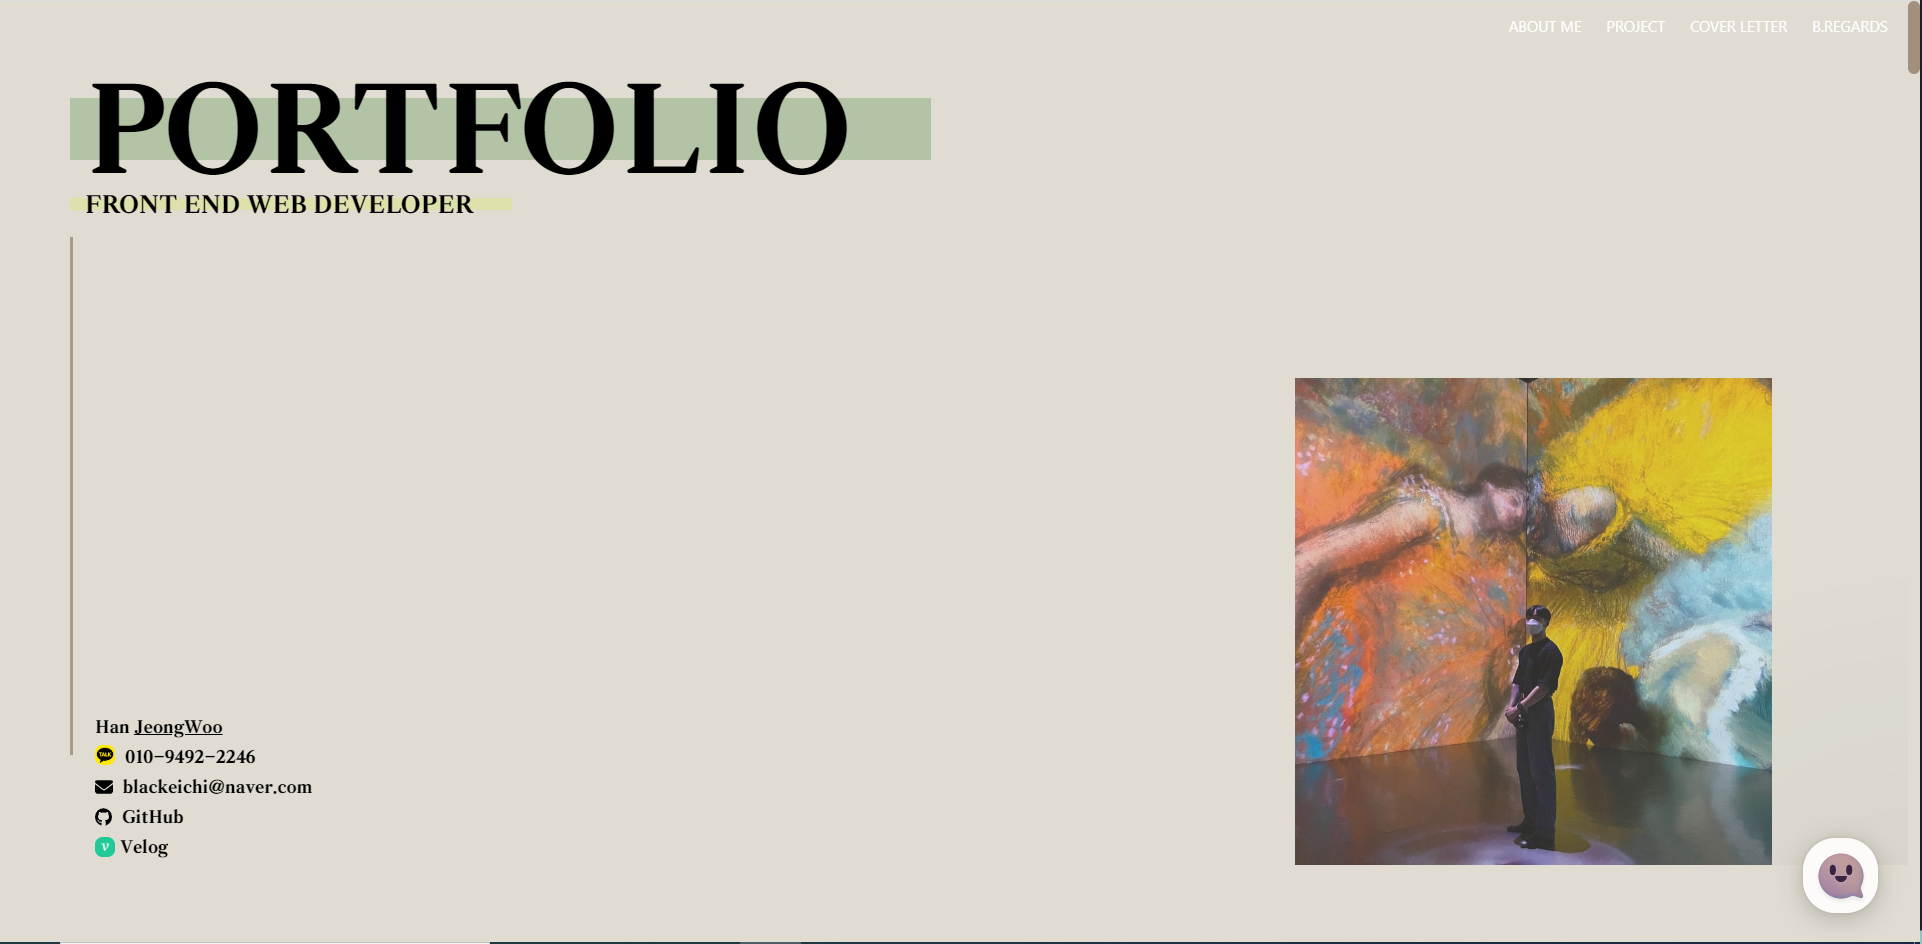 ABOUT ME PROJECT COVER LETTER B.REGARDS
PORTFOLIO
FRONT END WEB DEVELOPER
Han JeongWoo
TALK 010-9492-2246
blackeichi@naver.com
GitHub
v Velog